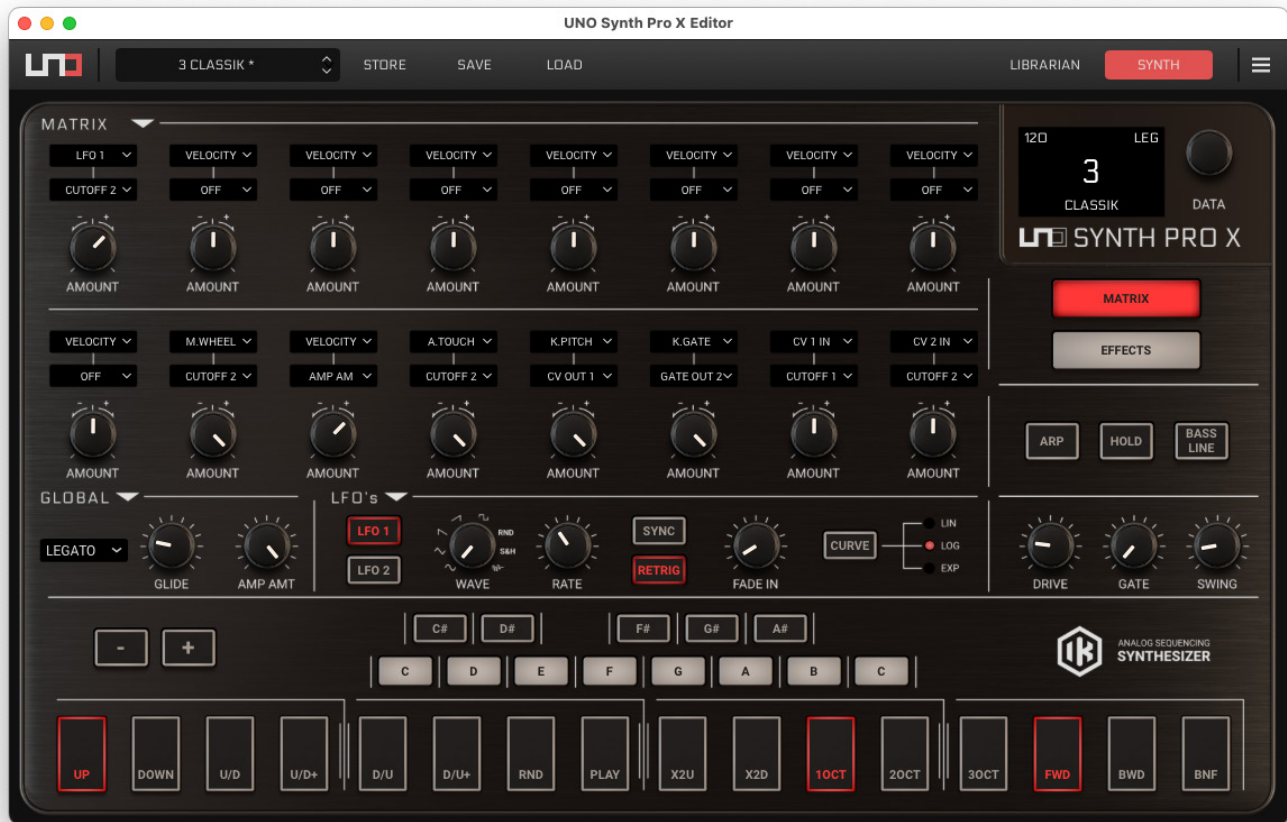 UNO Synth Pro X Editor
UNO 3 CLASSIK * STORE SAVE LOAD LIBRARIAN SYNTH
MATRIX
LFO 1 VELOCITY VELOCITY VELOCITY VELOCITY VELOCITY VELOCITY VELOCITY
CUTOFF 2 OFF OFF OFF OFF OFF OFF OFF
- + - + - + - + - + - + - + - +
AMOUNT AMOUNT AMOUNT AMOUNT AMOUNT AMOUNT AMOUNT AMOUNT
120 LEG
3
CLASSIK
DATA
UNO SYNTH PRO X
MATRIX
EFFECTS
VELOCITY M.WHEEL VELOCITY A.TOUCH K.PITCH K.GATE CV 1 IN CV 2 IN
OFF CUTOFF 2 AMP AM CUTOFF 2 CV OUT 1 GATE OUT 2 CUTOFF 1 CUTOFF 2
- + - + - + - + - + - + - + - +
AMOUNT AMOUNT AMOUNT AMOUNT AMOUNT AMOUNT AMOUNT AMOUNT
ARP HOLD BASS
LINE
GLOBAL
LEGATO
GLIDE AMP AMT
LFO's
LFO 1
LFO 2
RND
S&H
WAVE RATE
SYNC
RETRIG
FADE IN
CURVE
LIN
LOG
EXP
DRIVE GATE SWING
- +
C# D# F# G# A#
C D E F G A B C
IK
ANALOG SEQUENCING
SYNTHESIZER
UP DOWN U/D U/D+ D/U D/U+ RND PLAY X2U X2D 1OCT 2OCT 3OCT FWD BWD BNF